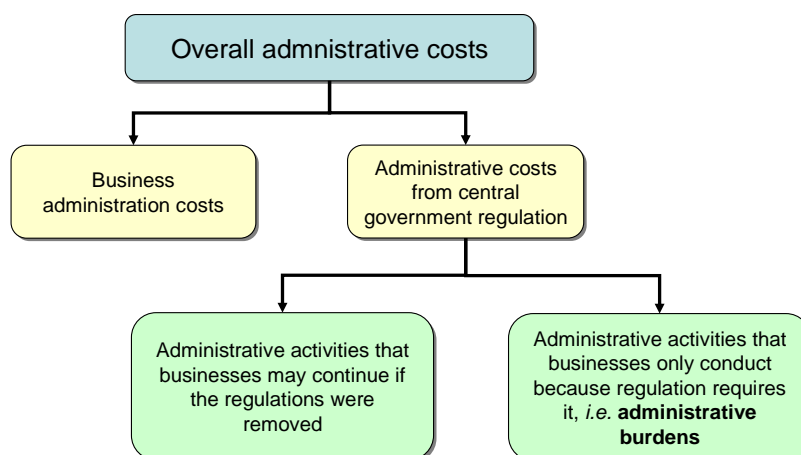 Overall admnistrative costs
Business
administration costs
Administrative costs
from central
government regulation
Administrative activities that
businesses may continue if
the regulations were
removed
Administrative activities that
businesses only conduct
because regulation requires
it, i.e. administrative
burdens